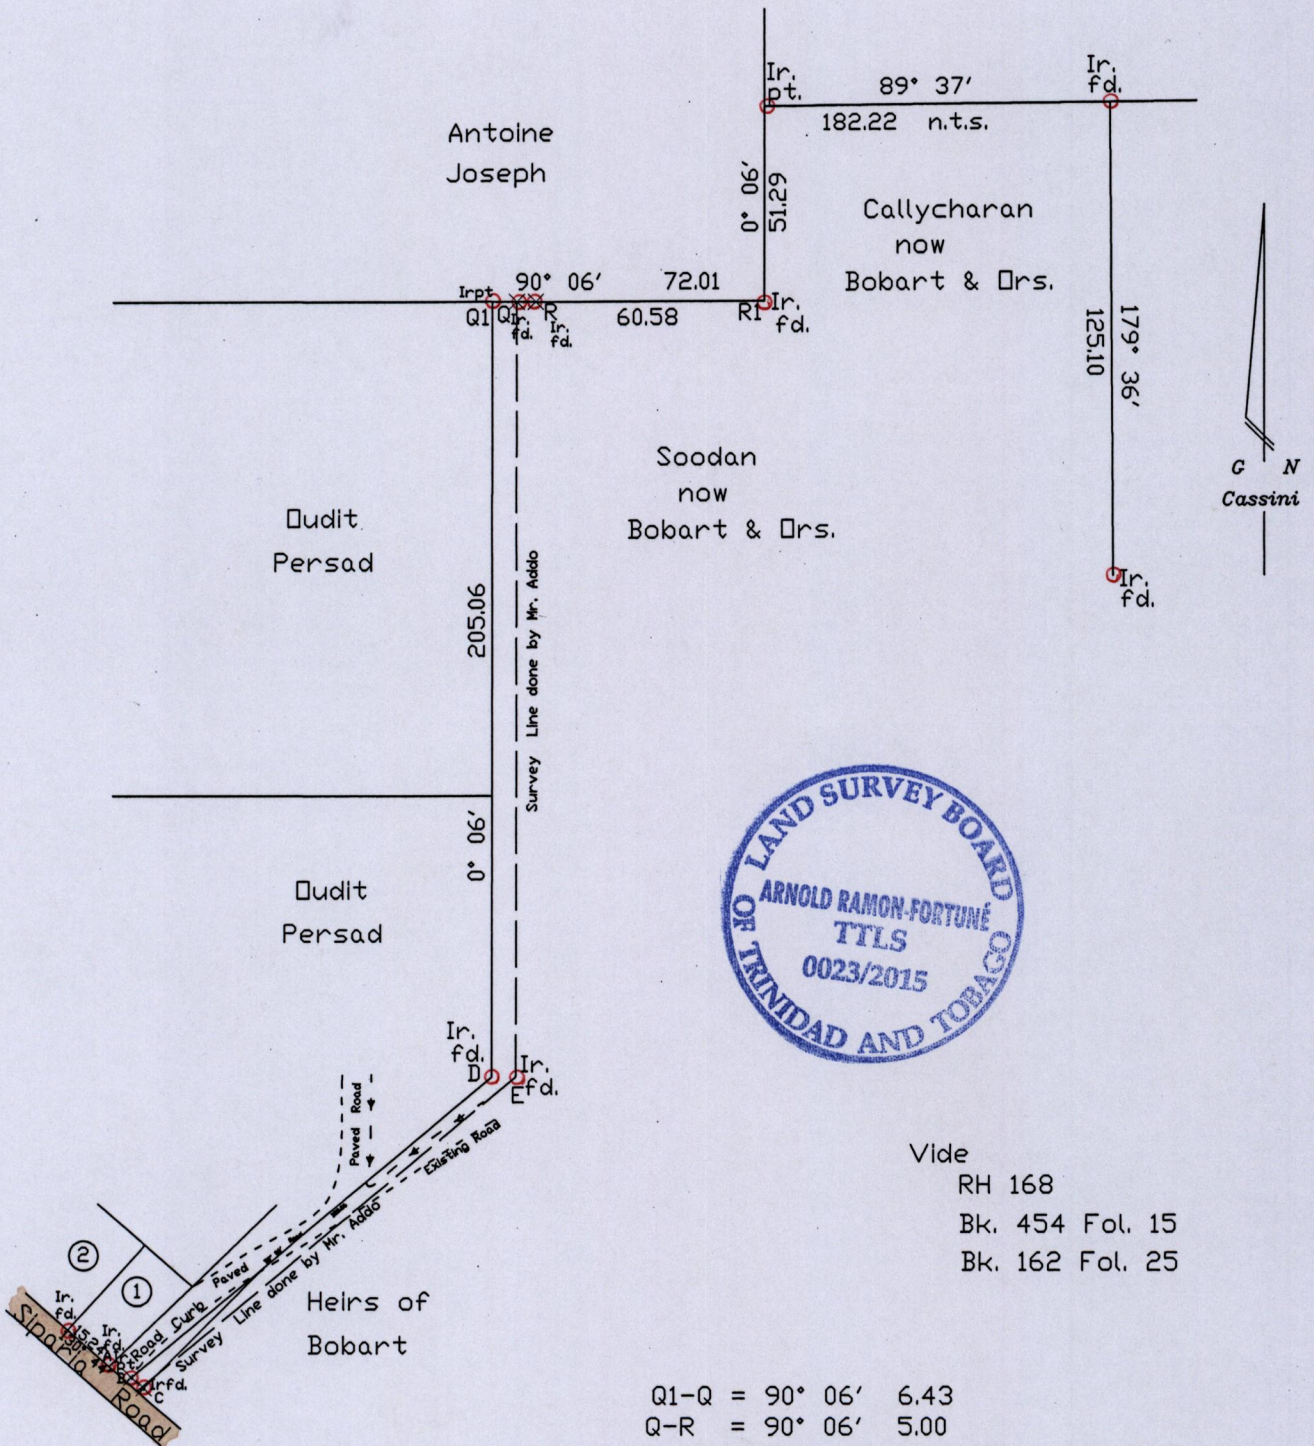 Ir.
pt.
89° 37′
Ir.
fd.
182.22 n.t.s.
Antoine
Joseph
0° 06′
51.29
Callycharan
now
Bobart & Ors.
90° 06′ 72.01
Irpt
Q1
Q
Ir.
fd.
R
Ir.
fd.
60.58
R1
Ir.
fd.
179° 36′
125.10
G N
Cassini
Soodan
now
Bobart & Ors.
Oudit
Persad
205.06
Survey Line done by Mr. Addo
Ir.
fd.
0° 06′
Oudit
Persad
LAND SURVEY BOARD
OF TRINIDAD AND TOBAGO
ARNOLD RAMON-FORTUNÉ
TTLS
0023/2015
Ir.
fd.
D
Ir.
fd.
E
Paved Road
Existing Road
Vide
RH 168
Bk. 454 Fol. 15
Bk. 162 Fol. 25
2
1
Paved
Road Curb
Survey Line done by Mr. Addo
Heirs of
Bobart
Ir.
fd.
15.24
Ir.
fd.
A
B
Irfd.
C
Siparia Road
Q1-Q = 90° 06′ 6.43
Q-R = 90° 06′ 5.00